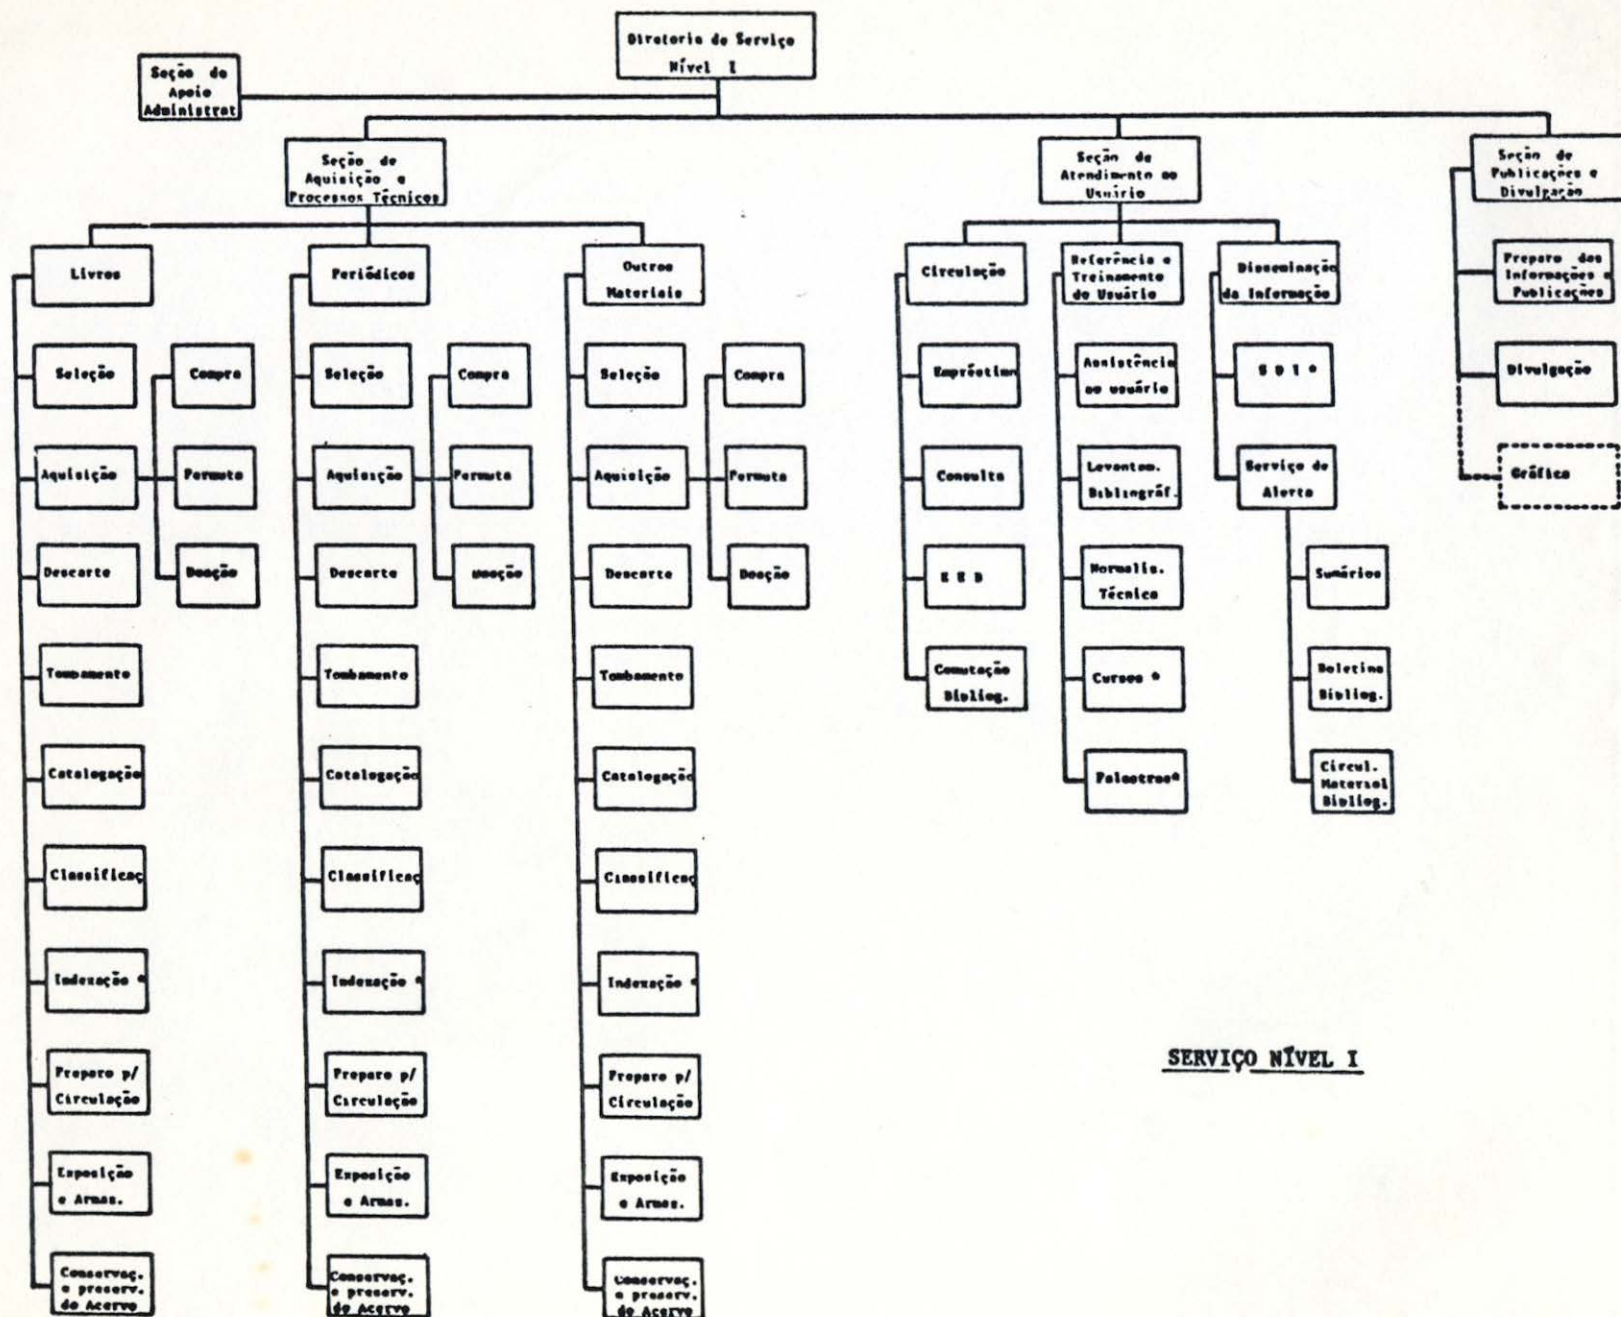 Diretoria de Serviço
Nível I
Seção de
Apoio
Administrat
Seção de
Aquisição e
Processos Técnicos
Seção de
Atendimento ao
Usuário
Seção de
Publicações e
Divulgação
Livros
Seleção
Compra
Aquisição
Permuta
Descarte
Doação
Tombamento
Catalogação
Classificaç
Indexação *
Preparo p/
Circulação
Exposição
e Armaz.
Conservaç.
e preserv.
do Acervo
Periódicos
Seleção
Compra
Aquisição
Permuta
Descarte
Doação
Tombamento
Catalogação
Classificaç
Indexação *
Preparo p/
Circulação
Exposição
e Armaz.
Conservaç.
e preserv.
do Acervo
Outros
Materiais
Seleção
Compra
Aquisição
Permuta
Descarte
Doação
Tombamento
Catalogação
Classificaç
Indexação *
Preparo p/
Circulação
Exposição
e Armaz.
Conservaç.
e preserv.
do Acervo
Circulação
Empréstimo
Consulta
E E B
Comutação
Bibliog.
Referência e
Treinamento
do Usuário
Assistência
ao usuário
Levantam.
Bibliográf.
Normaliz.
Técnica
Cursos *
Palestras*
Disseminação
da Informação
S D I *
Serviço de
Alerta
Sumários
Boletins
Bibliog.
Circul.
Material
Bibliog.
Preparo das
Informações e
Publicações
Divulgação
Gráfica
SERVIÇO NÍVEL I